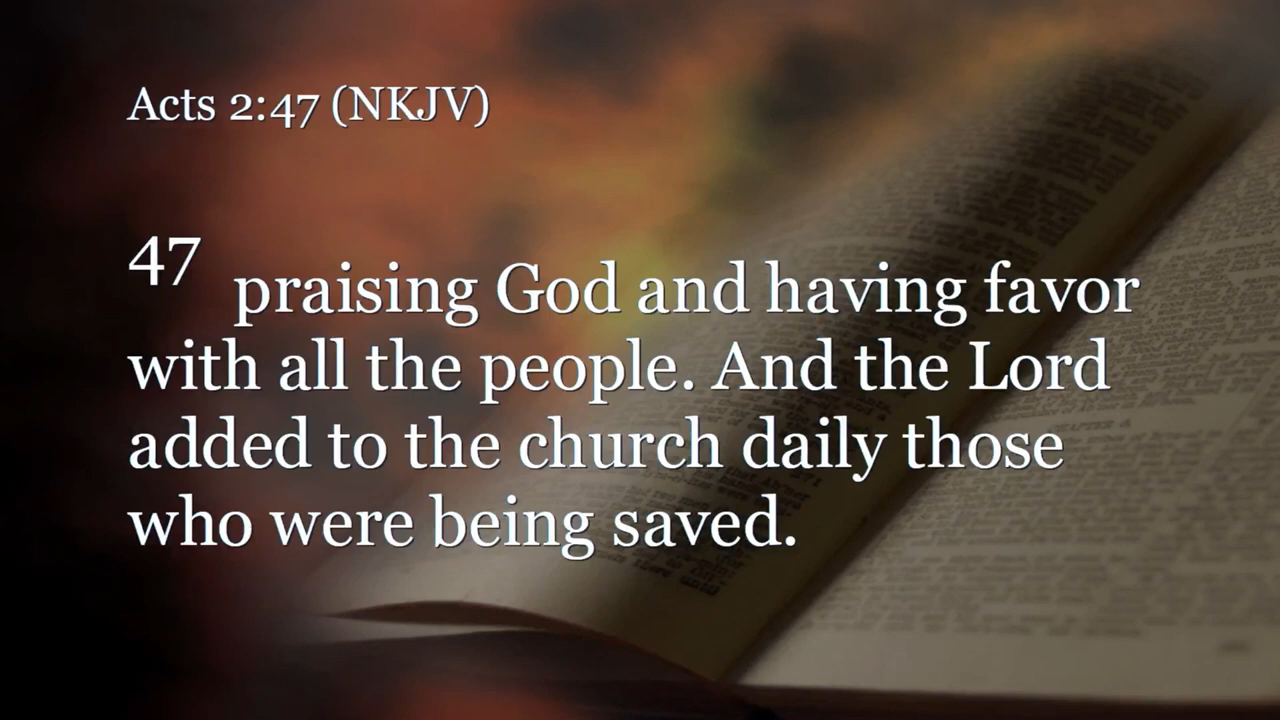 Acts 2:47 (NKJV)
47 praising God and having favor
with all the people. And the Lord
added to the church daily those
who were being saved.